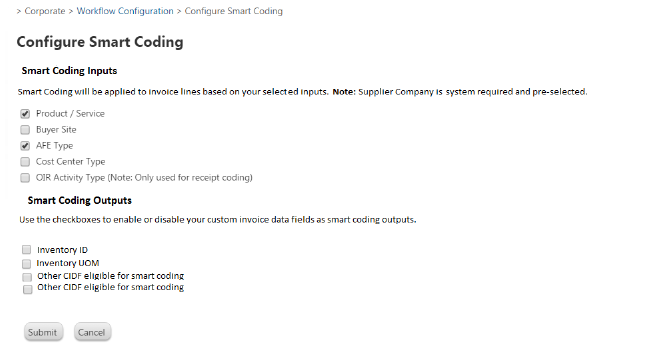 > Corporate > Workflow Configuration > Configure Smart Coding
Configure Smart Coding
Smart Coding Inputs
Smart Coding will be applied to invoice lines based on your selected inputs. Note: Supplier Company is system required and pre-selected.
Product / Service
Buyer Site
AFE Type
Cost Center Type
OIR Activity Type (Note: Only used for receipt coding)
Smart Coding Outputs
Use the checkboxes to enable or disable your custom invoice data fields as smart coding outputs.
Inventory ID
Inventory UOM
Other CIDF eligible for smart coding
Other CIDF eligible for smart coding
Submit Cancel